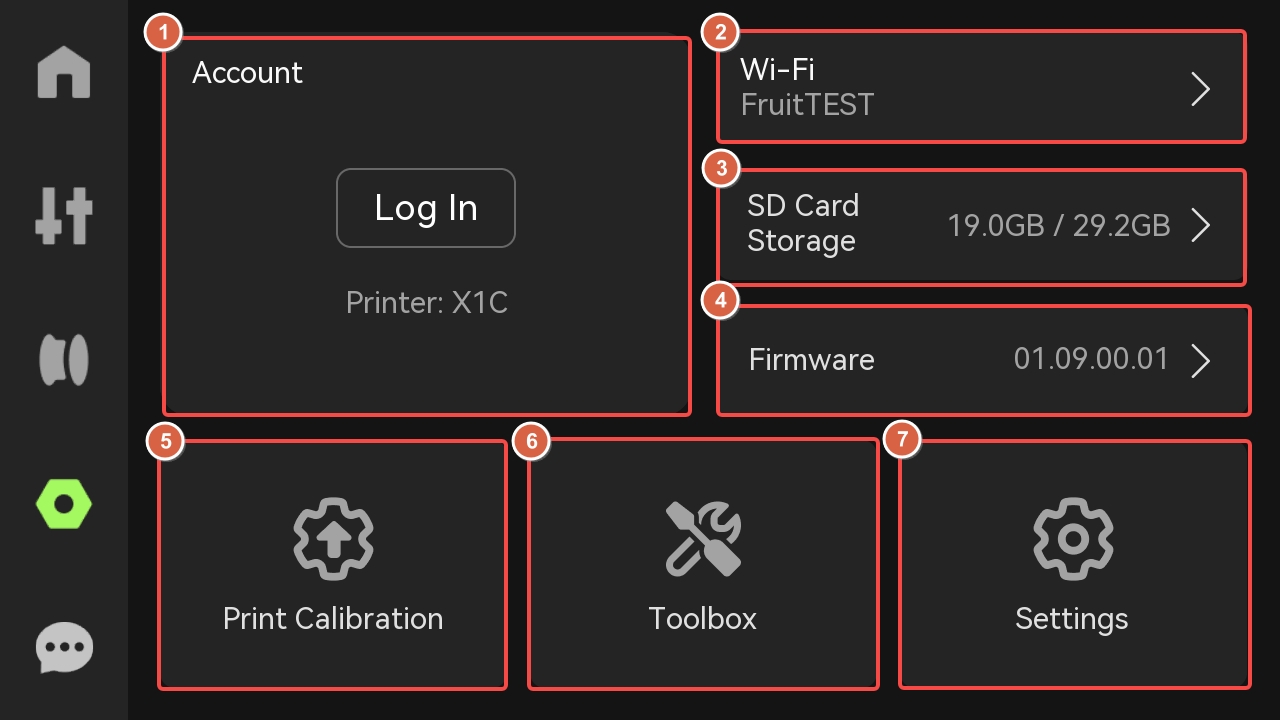 1
Account
Log In
Printer: X1C
2
Wi-Fi
FruitTEST
3
SD Card
Storage
19.0GB / 29.2GB
4
Firmware
01.09.00.01
5
Print Calibration
6
Toolbox
7
Settings